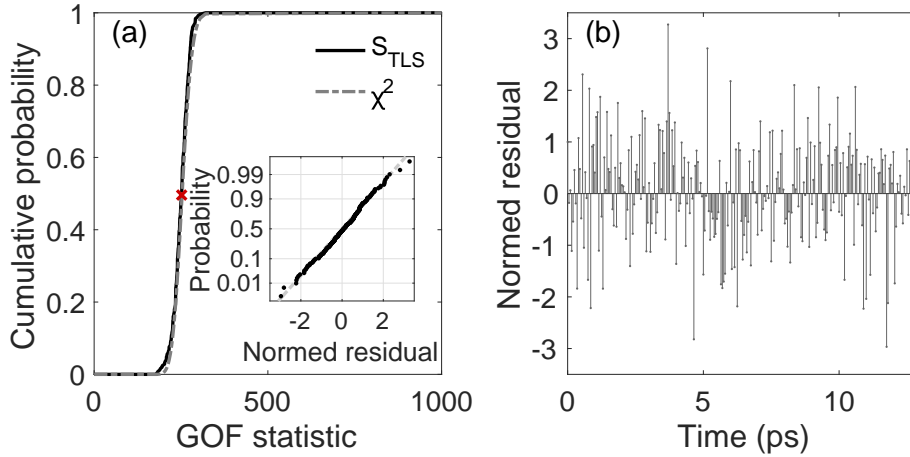 (a)
S_TLS
χ²
Cumulative probability
1
0.8
0.6
0.4
0.2
0
0
500
1000
GOF statistic
Probability
0.99
0.9
0.5
0.1
0.01
-2
0
2
Normed residual
(b)
Normed residual
3
2
1
0
-1
-2
-3
0
5
10
Time (ps)